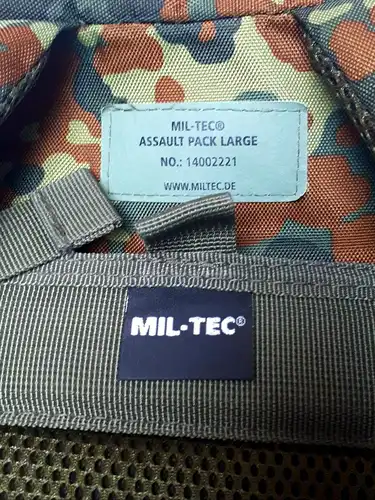 MIL-TEC®
ASSAULT PACK LARGE
NO.: 14002221
WWW.MILTEC.DE
MIL-TEC®